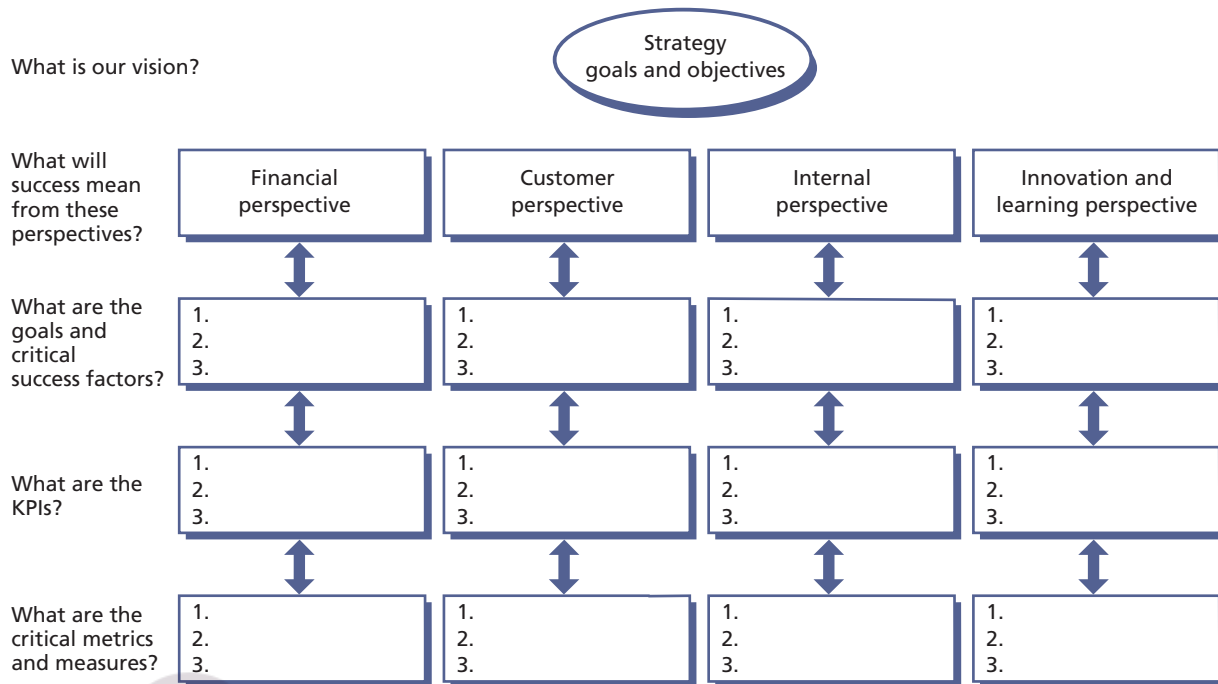 What is our vision?
Strategy
goals and objectives
What will
success mean
from these
perspectives?
Financial
perspective
Customer
perspective
Internal
perspective
Innovation and
learning perspective
What are the
goals and
critical
success factors?
1.
2.
3.
1.
2.
3.
1.
2.
3.
1.
2.
3.
What are the
KPIs?
1.
2.
3.
1.
2.
3.
1.
2.
3.
1.
2.
3.
What are the
critical metrics
and measures?
1.
2.
3.
1.
2.
3.
1.
2.
3.
1.
2.
3.